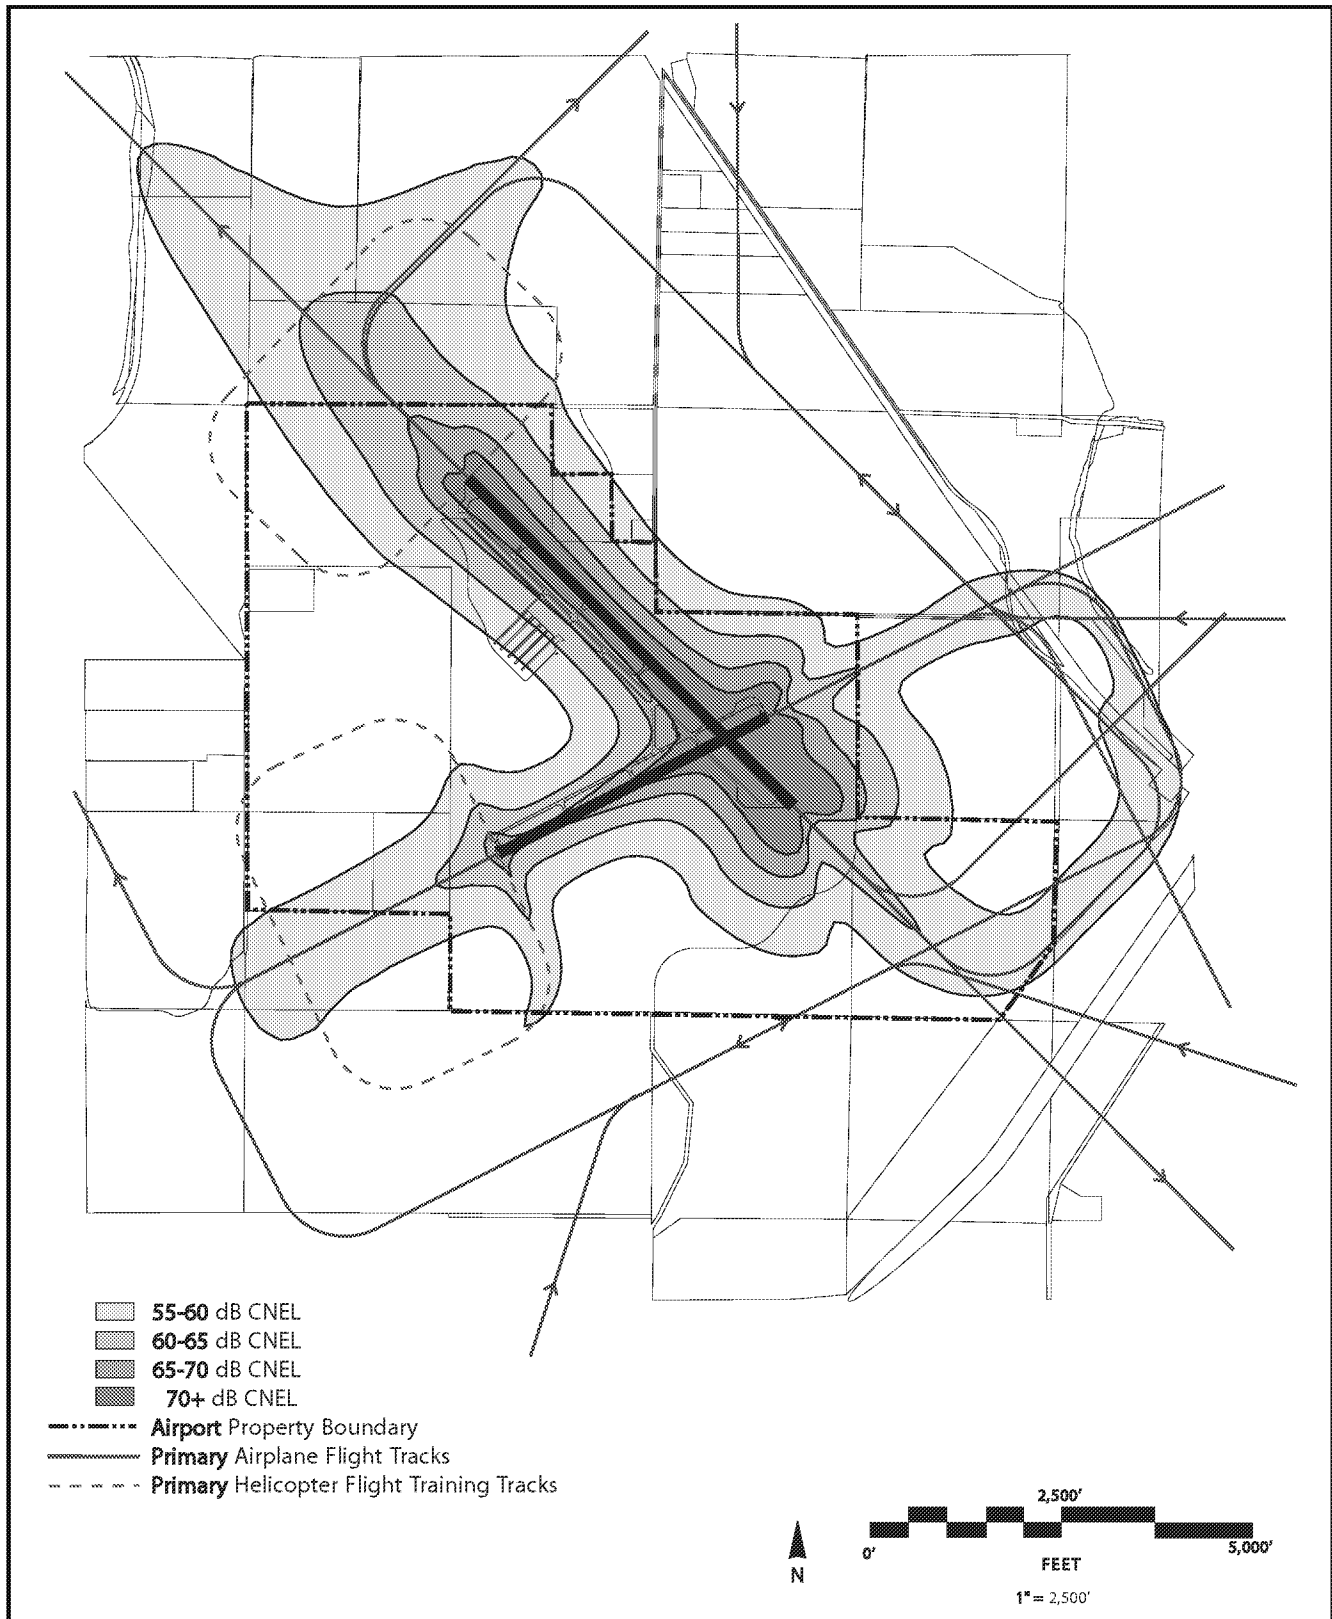 55-60 dB CNEL
60-65 dB CNEL
65-70 dB CNEL
70+ dB CNEL
Airport Property Boundary
Primary Airplane Flight Tracks
Primary Helicopter Flight Training Tracks
2,500'
0'
5,000'
FEET
N
1" = 2,500'